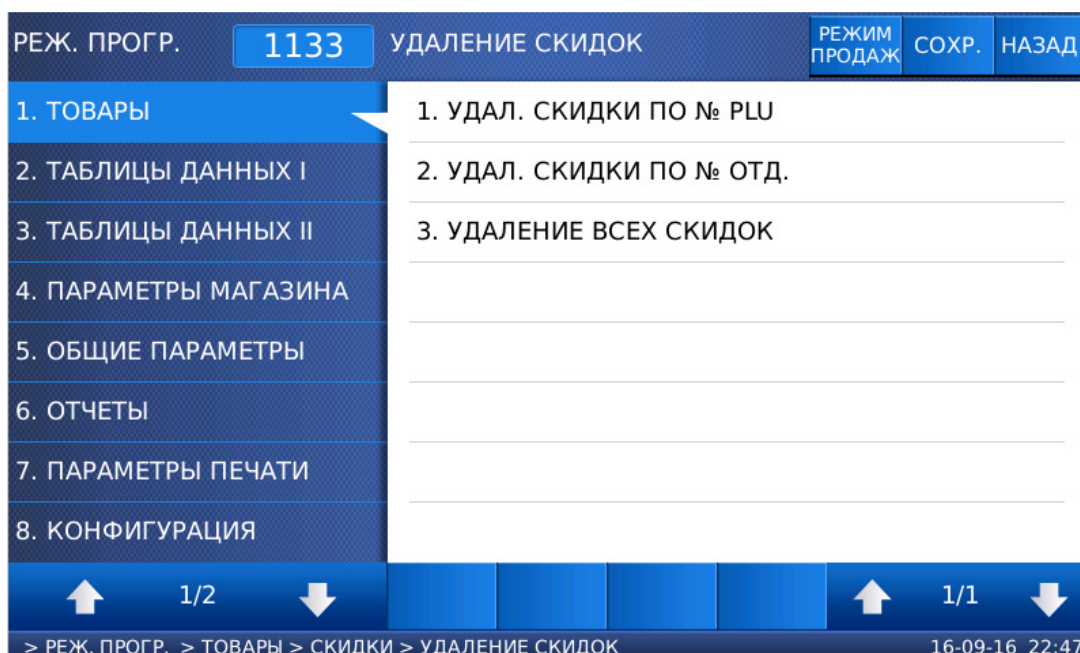 РЕЖ. ПРОГР. 1133 УДАЛЕНИЕ СКИДОК РЕЖИМ ПРОДАЖ СОХР. НАЗАД
1. ТОВАРЫ
2. ТАБЛИЦЫ ДАННЫХ I
3. ТАБЛИЦЫ ДАННЫХ II
4. ПАРАМЕТРЫ МАГАЗИНА
5. ОБЩИЕ ПАРАМЕТРЫ
6. ОТЧЕТЫ
7. ПАРАМЕТРЫ ПЕЧАТИ
8. КОНФИГУРАЦИЯ
1. УДАЛ. СКИДКИ ПО № PLU
2. УДАЛ. СКИДКИ ПО № ОТД.
3. УДАЛЕНИЕ ВСЕХ СКИДОК
1/2 1/1
> РЕЖ. ПРОГР. > ТОВАРЫ > СКИДКИ > УДАЛЕНИЕ СКИДОК 16-09-16 22:47